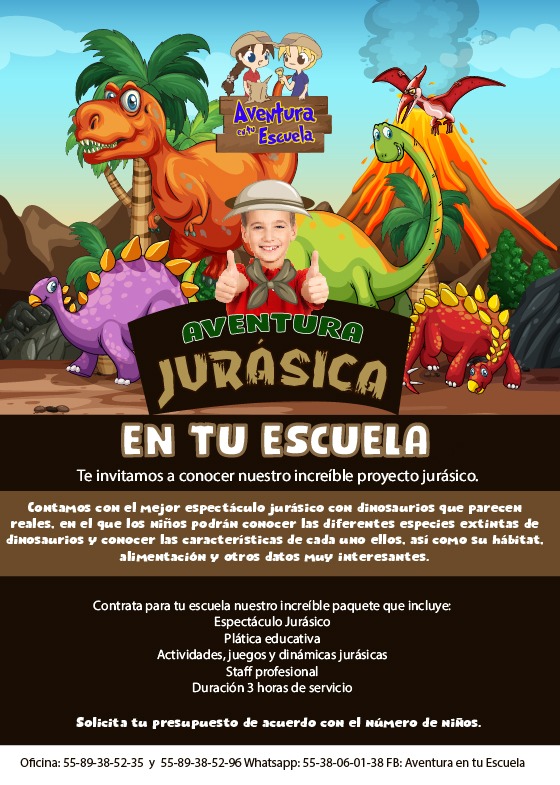 Aventura
en tu
Escuela
AVENTURA
JURÁSICA
EN TU ESCUELA
Te invitamos a conocer nuestro increíble proyecto jurásico.
Contamos con el mejor espectáculo jurásico con dinosaurios que parecen
reales, en el que los niños podrán conocer las diferentes especies extintas de
dinosaurios y conocer las características de cada uno ellos, así como su hábitat,
alimentación y otros datos muy interesantes.
Contrata para tu escuela nuestro increíble paquete que incluye:
Espectáculo Jurásico
Plática educativa
Actividades, juegos y dinámicas jurásicas
Staff profesional
Duración 3 horas de servicio
Solicita tu presupuesto de acuerdo con el número de niños.
Oficina: 55-89-38-52-35 y 55-89-38-52-96 Whatsapp: 55-38-06-01-38 FB: Aventura en tu Escuela